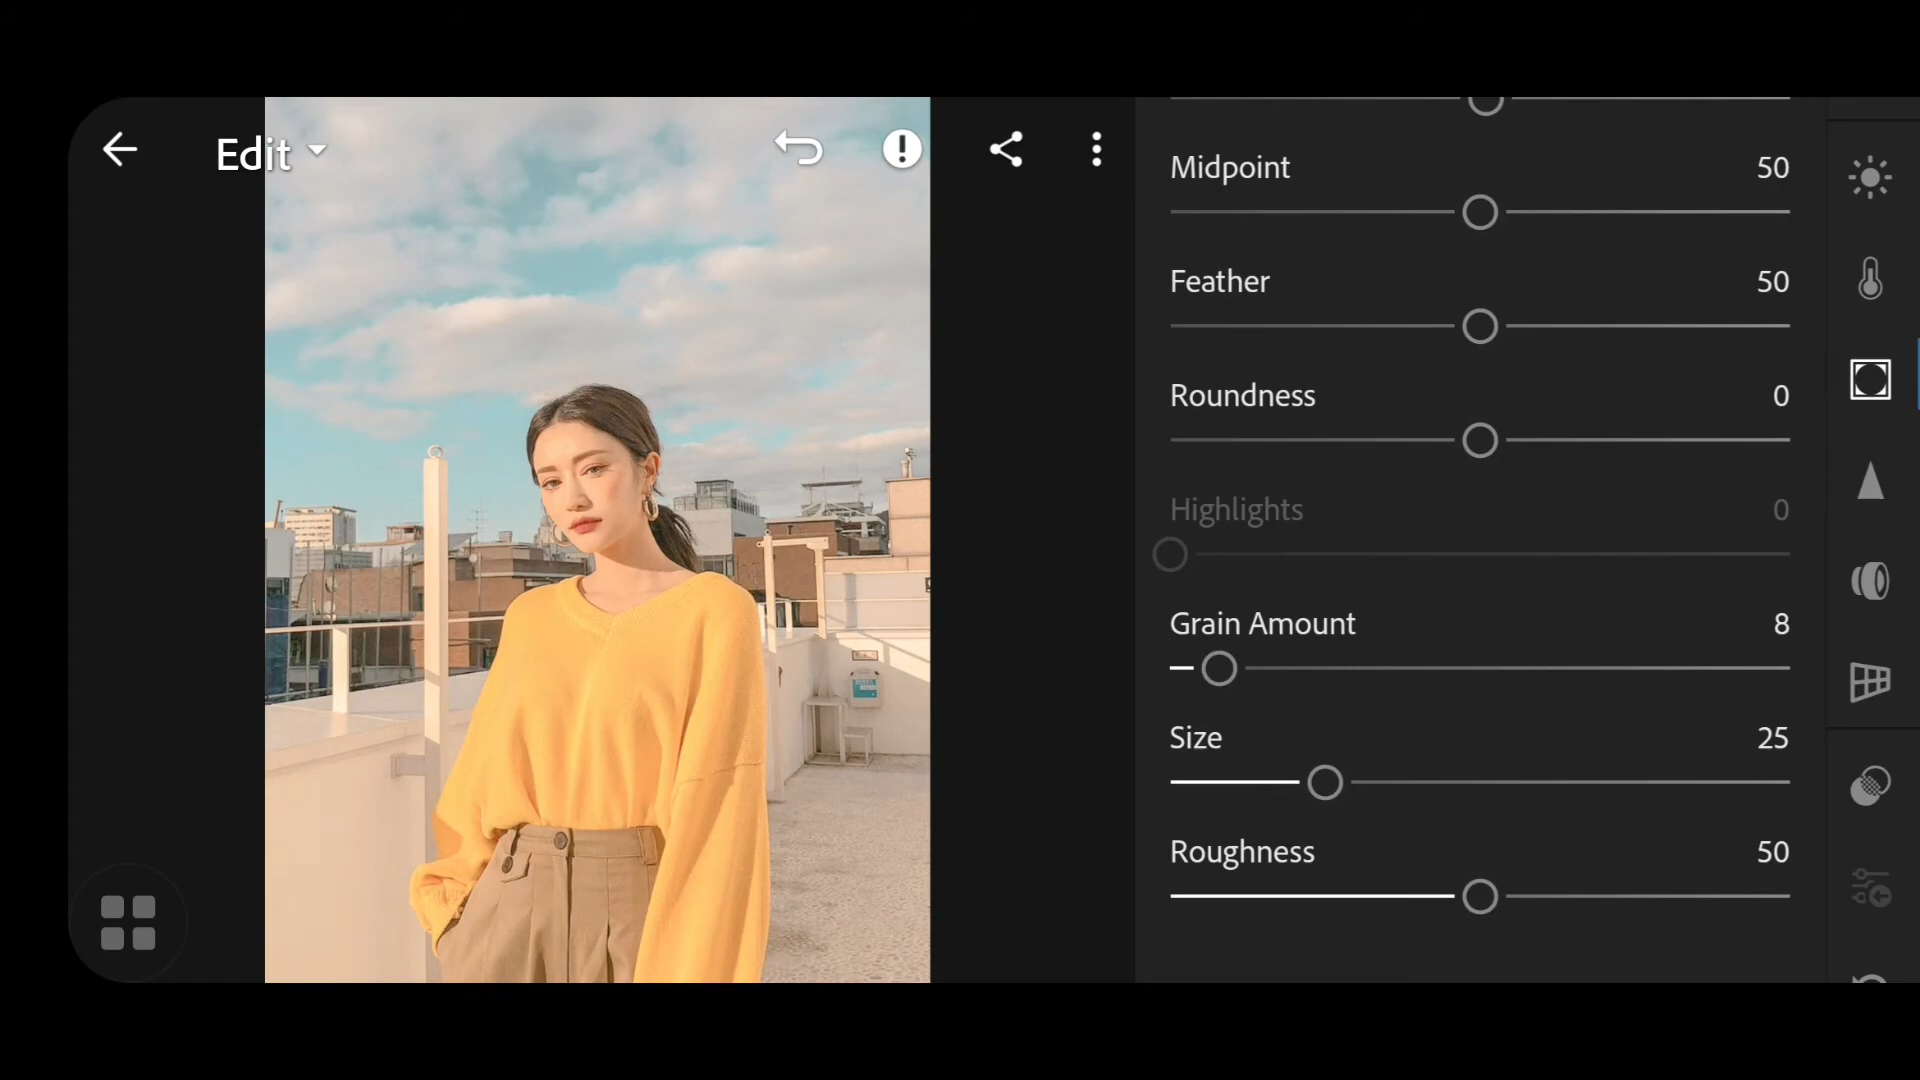 Edit
Midpoint 50
Feather 50
Roundness 0
Highlights 0
Grain Amount 8
Size 25
Roughness 50